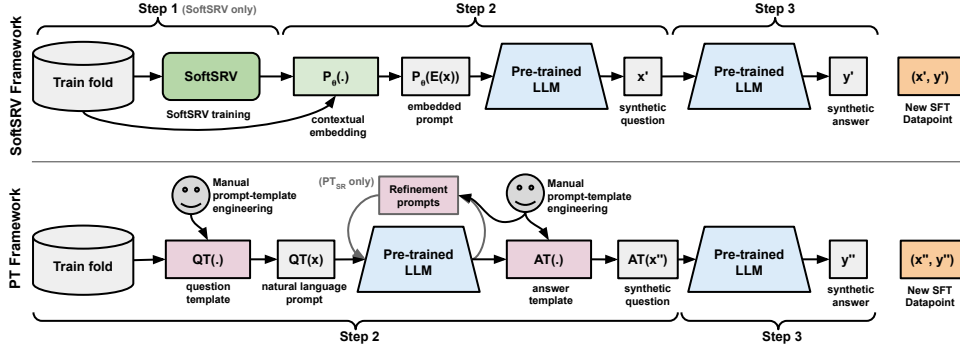 Step 1 (SoftSRV only)
Step 2
Step 3
SoftSRV Framework
Train fold
SoftSRV
SoftSRV training
P_θ(.)
contextual
embedding
P_θ(E(x))
embedded
prompt
Pre-trained
LLM
x'
synthetic
question
Pre-trained
LLM
y'
synthetic
answer
(x', y')
New SFT
Datapoint
PT Framework
Manual
prompt-template
engineering
(PT_SR only)
Refinement
prompts
Manual
prompt-template
engineering
Train fold
QT(.)
question
template
QT(x)
natural language
prompt
Pre-trained
LLM
AT(.)
answer
template
AT(x'')
synthetic
question
Pre-trained
LLM
y''
synthetic
answer
(x'', y'')
New SFT
Datapoint
Step 2
Step 3